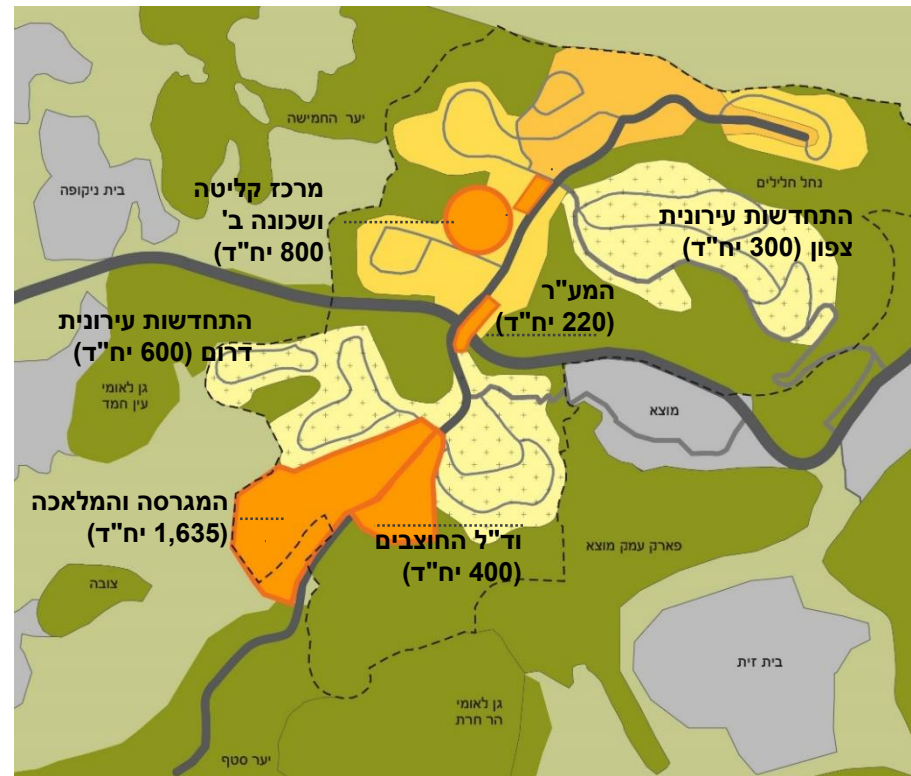 יער החמישה
בית ניקופה
מרכז קליטה
ושכונה ב'
800 יח"ד)
נחל חלילים
התחדשות עירונית
צפון (300 יח"ד)
המע"ר
(220 יח"ד)
התחדשות עירונית
דרום (600 יח"ד)
גן לאומי
עין חמד
מוצא
המגרסה והמלאכה
(1,635 יח"ד)
וד"ל החוצבים
(400 יח"ד)
פארק עמק מוצא
צובה
בית זית
גן לאומי
הר חרת
יער סטף